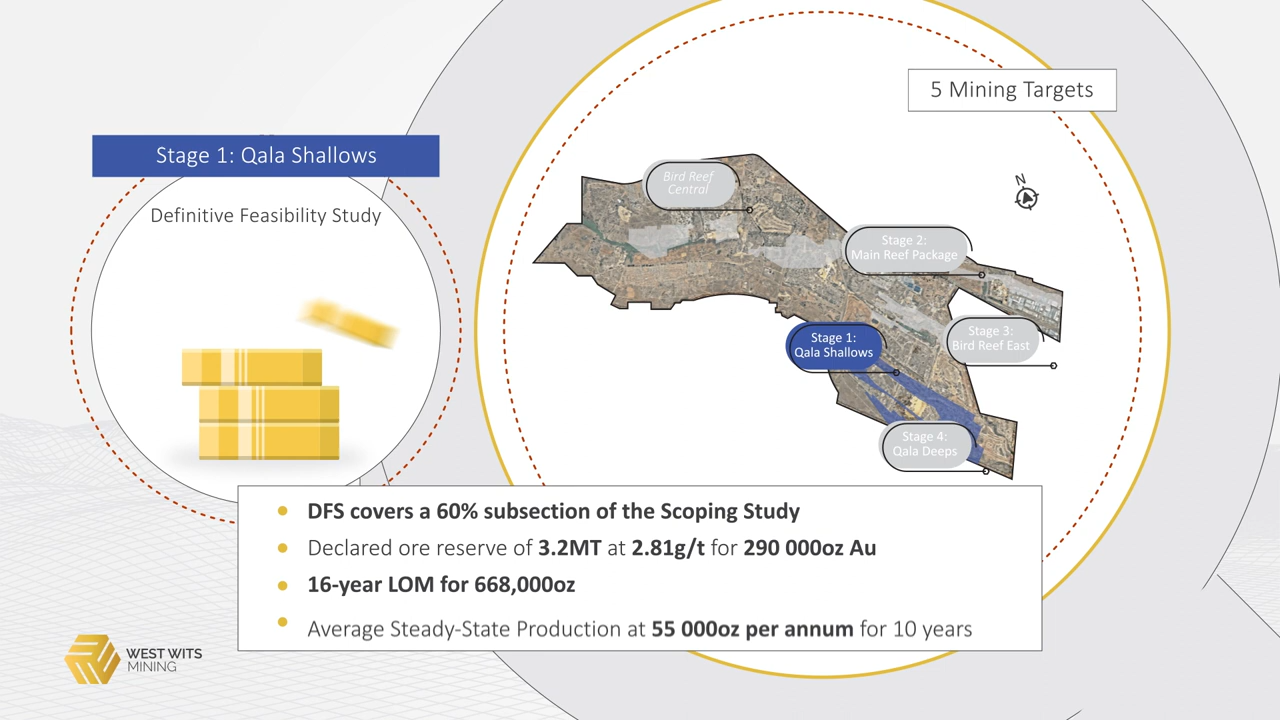 Stage 1: Qala Shallows
Definitive Feasibility Study
5 Mining Targets
N
Bird Reef
Central
Stage 2:
Main Reef Package
Stage 1:
Qala Shallows
Stage 3:
Bird Reef East
Stage 4:
Qala Deeps
DFS covers a 60% subsection of the Scoping Study
Declared ore reserve of 3.2MT at 2.81g/t for 290 000oz Au
16-year LOM for 668,000oz
Average Steady-State Production at 55 000oz per annum for 10 years
WEST WITS
MINING